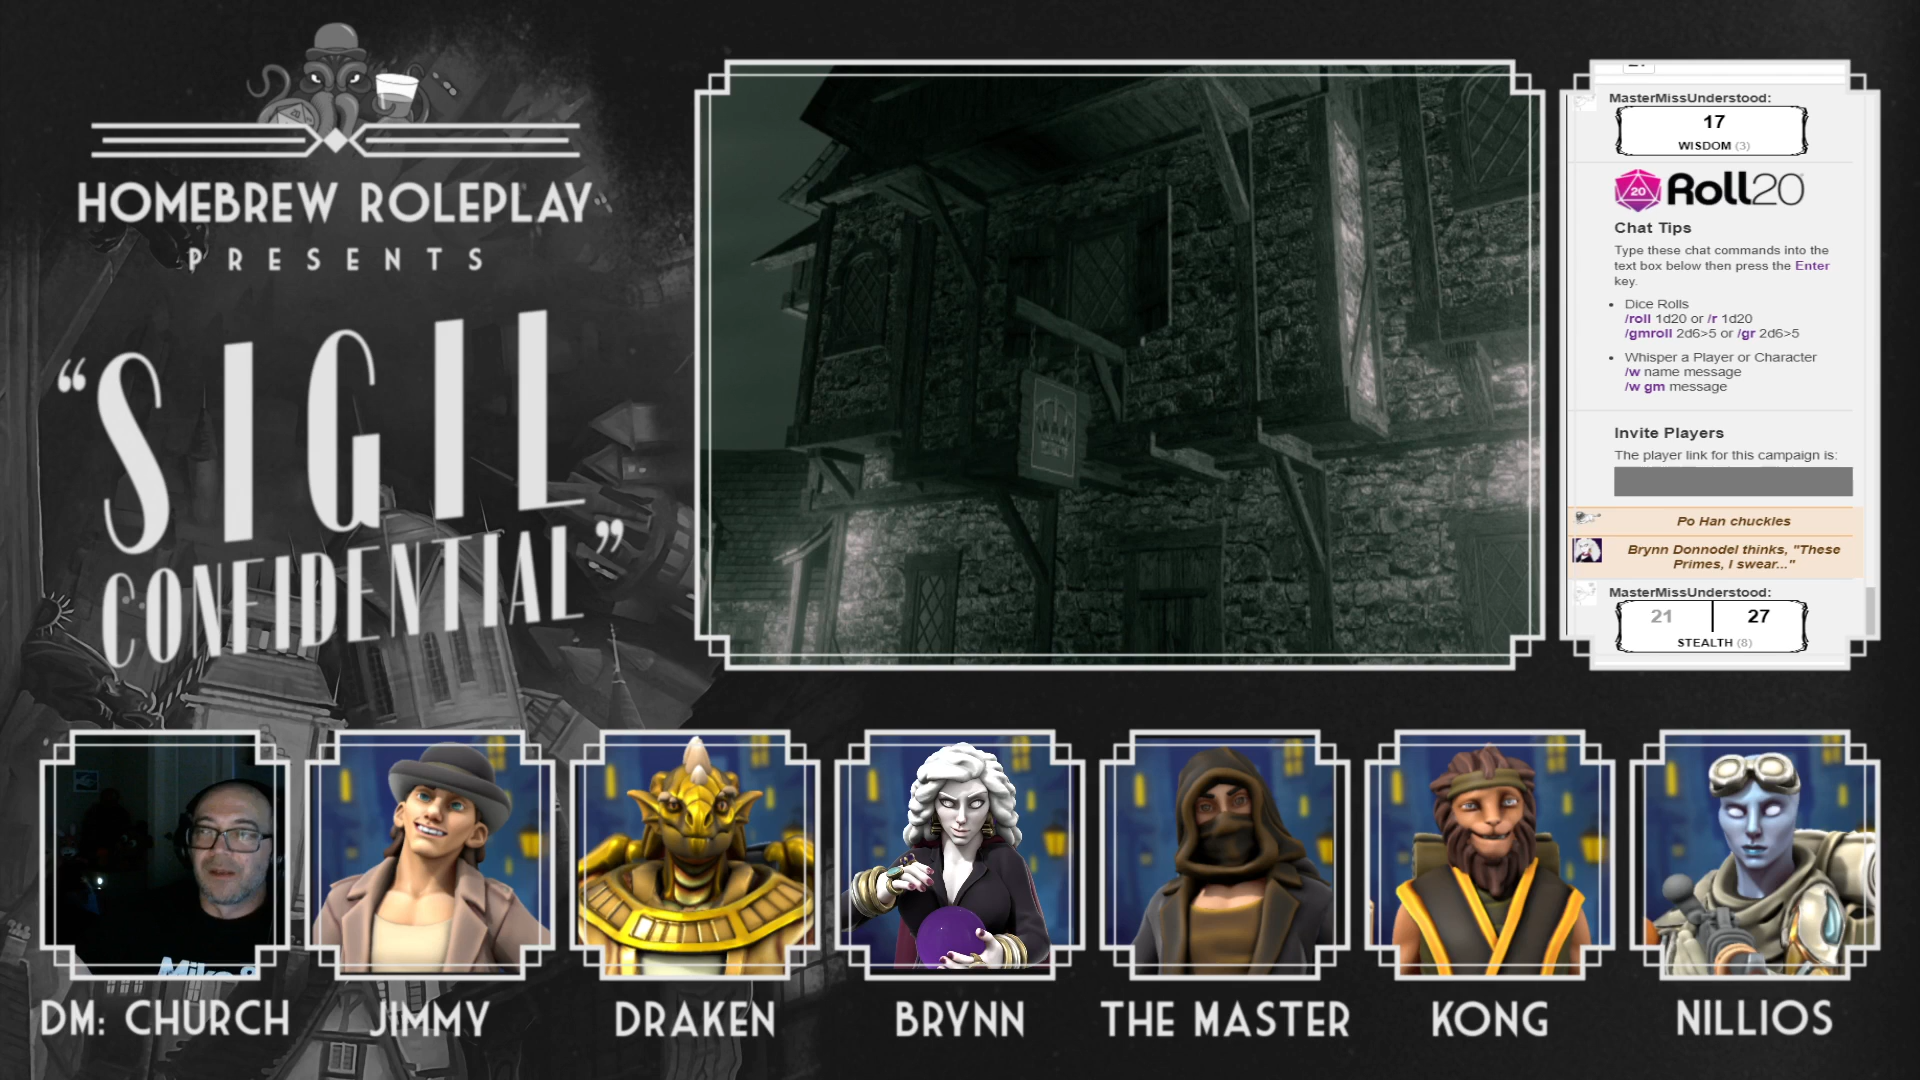 HOMEBREW ROLEPLAY
PRESENTS
"SIGIL
CONFIDENTIAL"
MasterMissUnderstood:
17
WISDOM (3)
20
Roll20
Chat Tips
Type these chat commands into the
text box below then press the Enter
key.
• Dice Rolls
/roll 1d20 or /r 1d20
/gmroll 2d6>5 or /gr 2d6>5
• Whisper a Player or Character
/w name message
/w gm message
Invite Players
The player link for this campaign is:
Po Han chuckles
Brynn Donnodel thinks, "These
Primes, I swear..."
MasterMissUnderstood:
21 27
STEALTH (8)
DM: CHURCH
JIMMY
DRAKEN
BRYNN
THE MASTER
KONG
NILLIOS